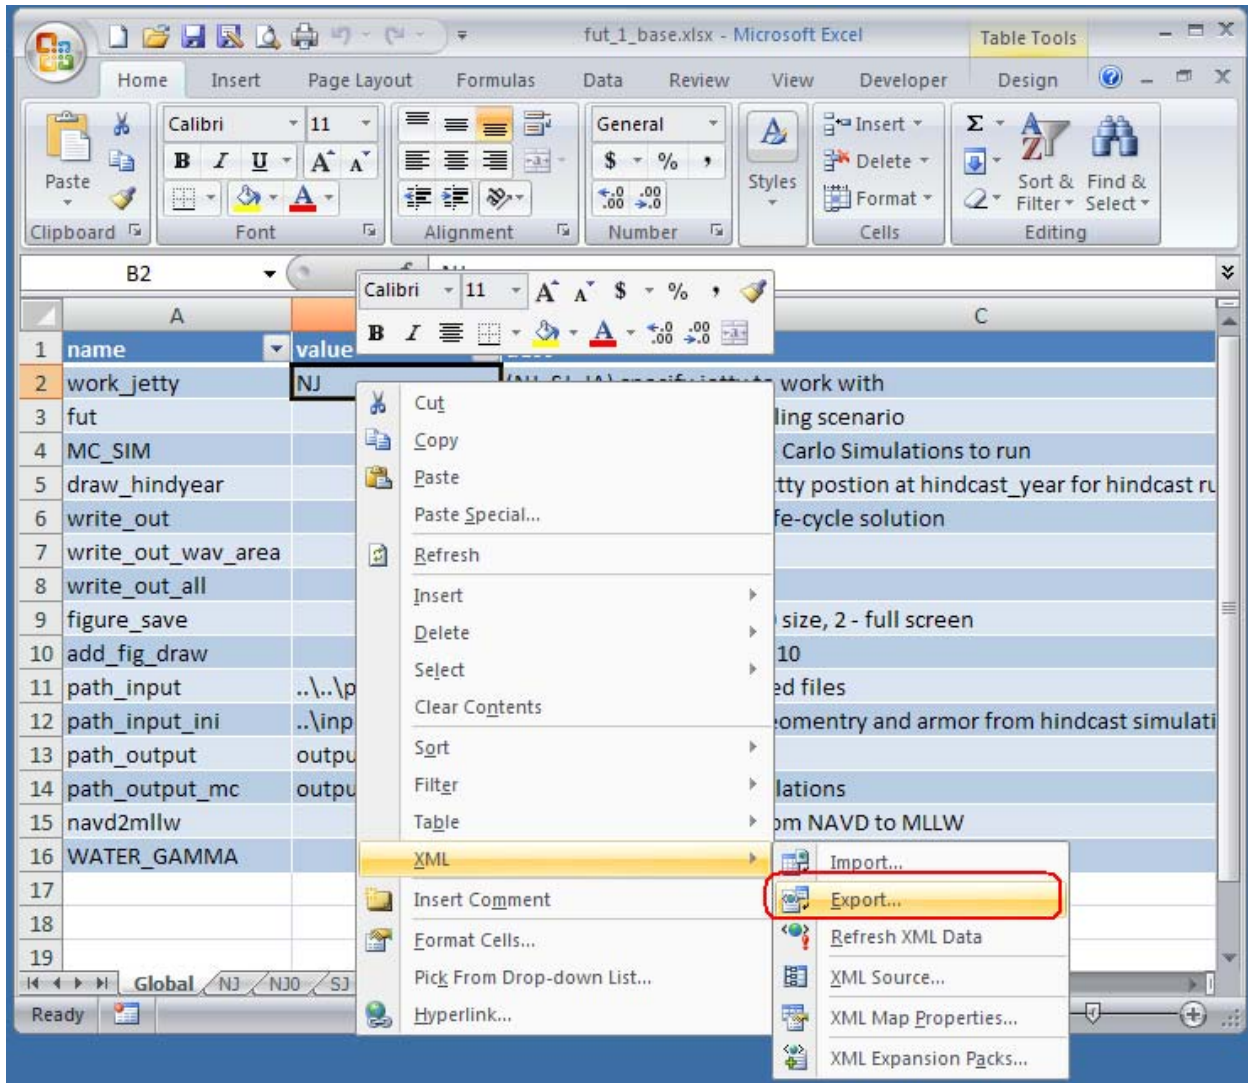 fut_1_base.xlsx - Microsoft Excel Table Tools
Home Insert Page Layout Formulas Data Review View Developer Design
Calibri 11 General Σ Insert
B I U A A $ % , Delete
Paste Styles Format Sort & Filter Find & Select
Clipboard Font Alignment Number Cells Editing
B2
Calibri 11 A A $ % ,
B I A .00 .0
A C
1 name value
2 work_jetty NJ specify jetty to work with
3 fut ling scenario
4 MC_SIM Carlo Simulations to run
5 draw_hindyear tty postion at hindcast_year for hindcast ru
6 write_out fe-cycle solution
7 write_out_wav_area
8 write_out_all
9 figure_save size, 2 - full screen
10 add_fig_draw 10
11 path_input ..\..\p ed files
12 path_input_ini ..\inp eomentry and armor from hindcast simulati
13 path_output outpu
14 path_output_mc outpu lations
15 navd2mllw om NAVD to MLLW
16 WATER_GAMMA
17
18
19
Cut
Copy
Paste
Paste Special...
Refresh
Insert
Delete
Select
Clear Contents
Sort
Filter
Table
XML
Insert Comment
Format Cells...
Pick From Drop-down List...
Hyperlink...
Import...
Export...
Refresh XML Data
XML Source...
XML Map Properties...
XML Expansion Packs...
Global NJ NJ0 SJ
Ready